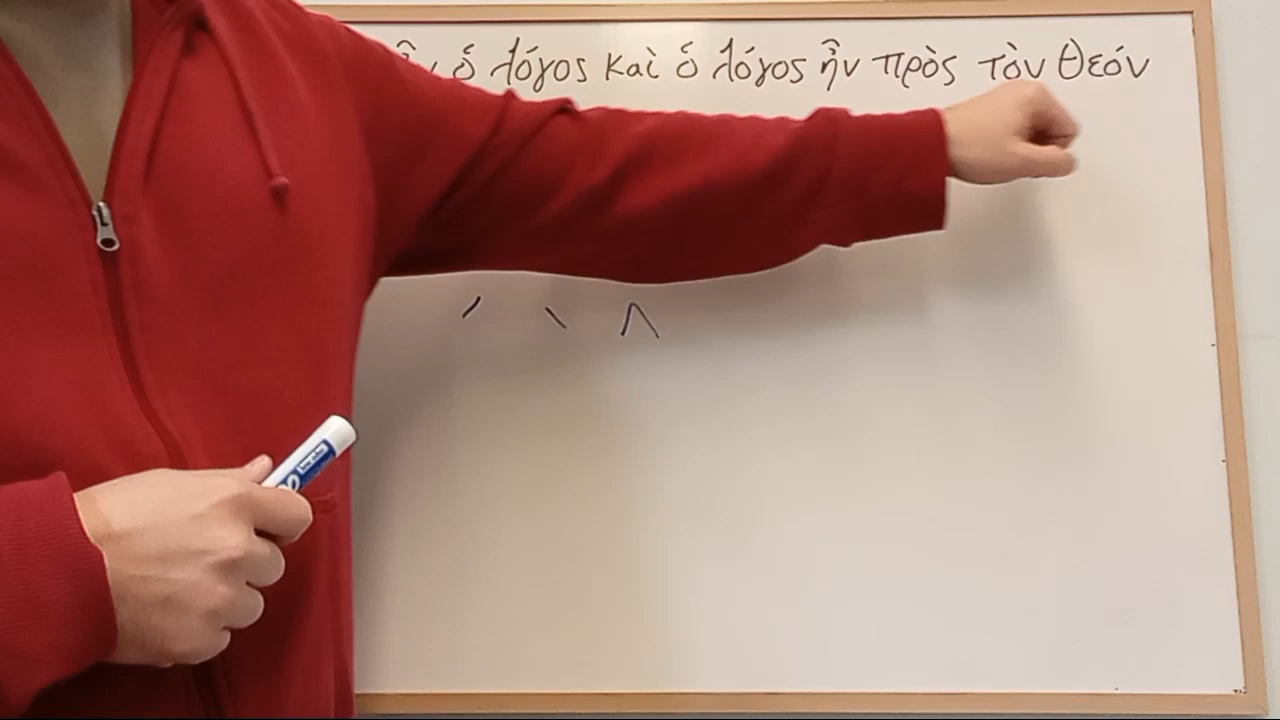 ὁ λόγος καὶ ὁ λόγος ἦν πρὸς τὸν θεόν
´ ` ^